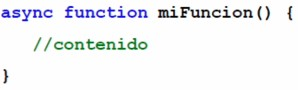 async function miFuncion() {
//contenido
}